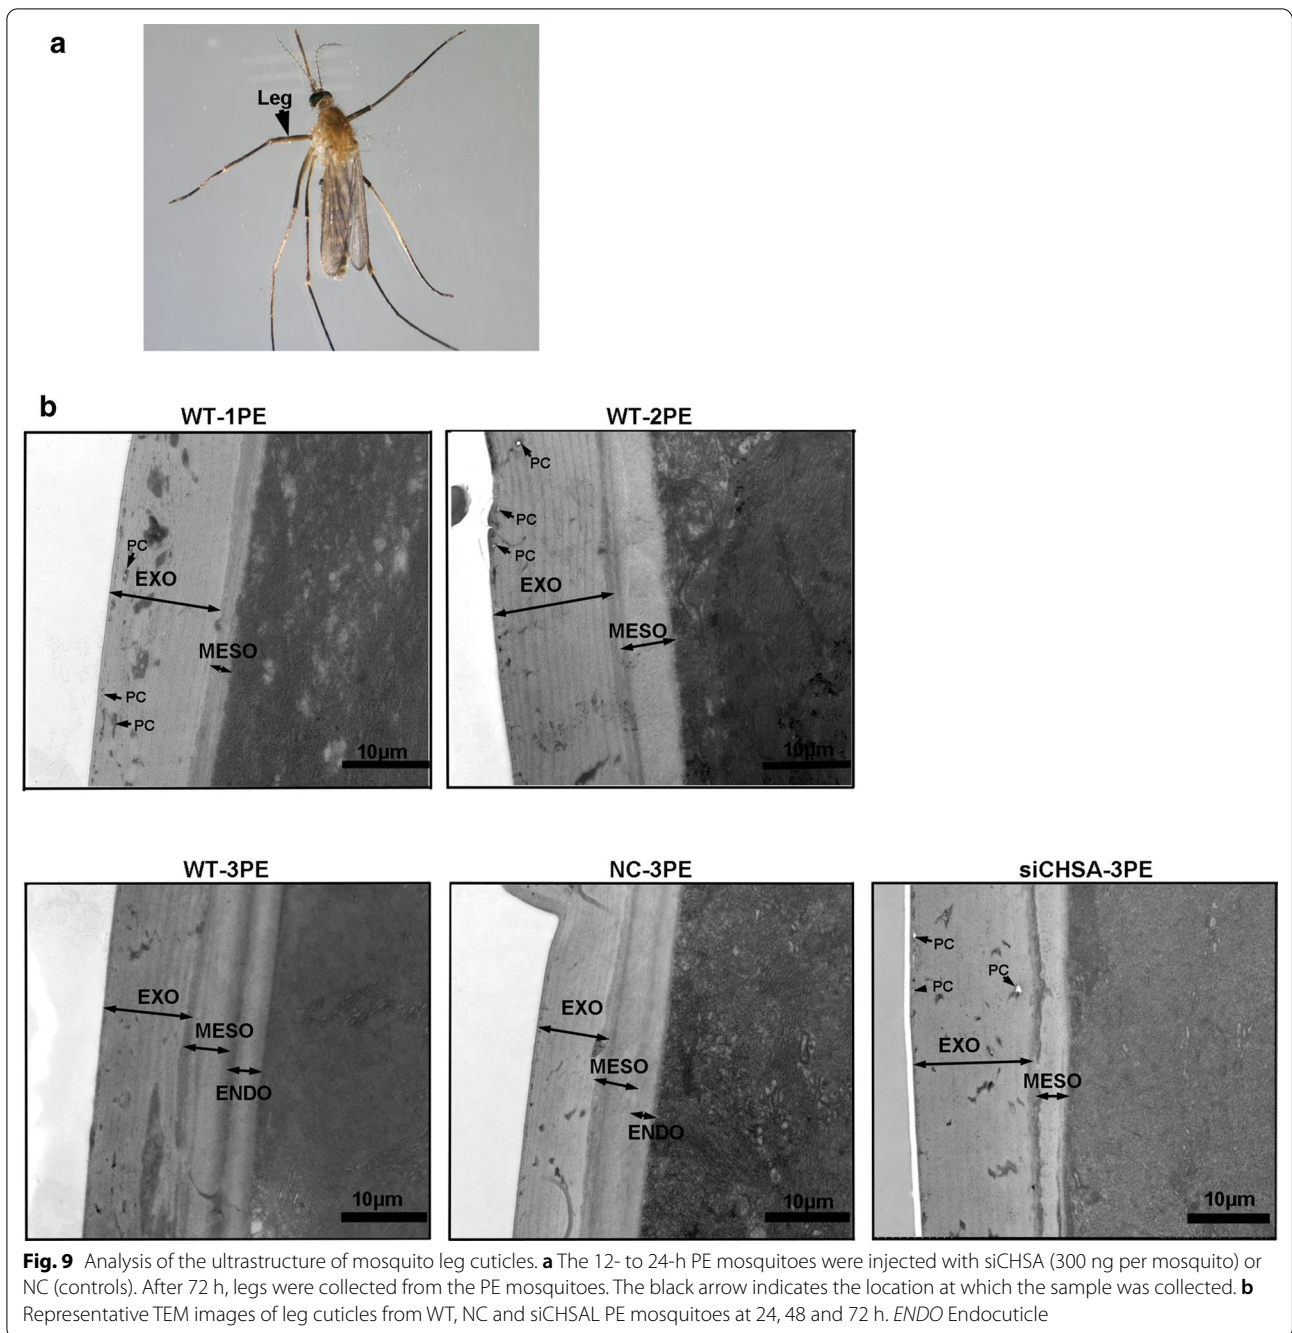 a
Leg
b
WT-1PE
WT-2PE
PC
EXO
MESO
PC
PC
10µm
PC
PC
PC
EXO
MESO
10µm
WT-3PE
NC-3PE
siCHSA-3PE
EXO
MESO
ENDO
10µm
EXO
MESO
ENDO
10µm
PC
PC
PC
EXO
MESO
10µm
Fig. 9 Analysis of the ultrastructure of mosquito leg cuticles. a The 12- to 24-h PE mosquitoes were injected with siCHSA (300 ng per mosquito) or
NC (controls). After 72 h, legs were collected from the PE mosquitoes. The black arrow indicates the location at which the sample was collected. b
Representative TEM images of leg cuticles from WT, NC and siCHSAL PE mosquitoes at 24, 48 and 72 h. ENDO Endocuticle